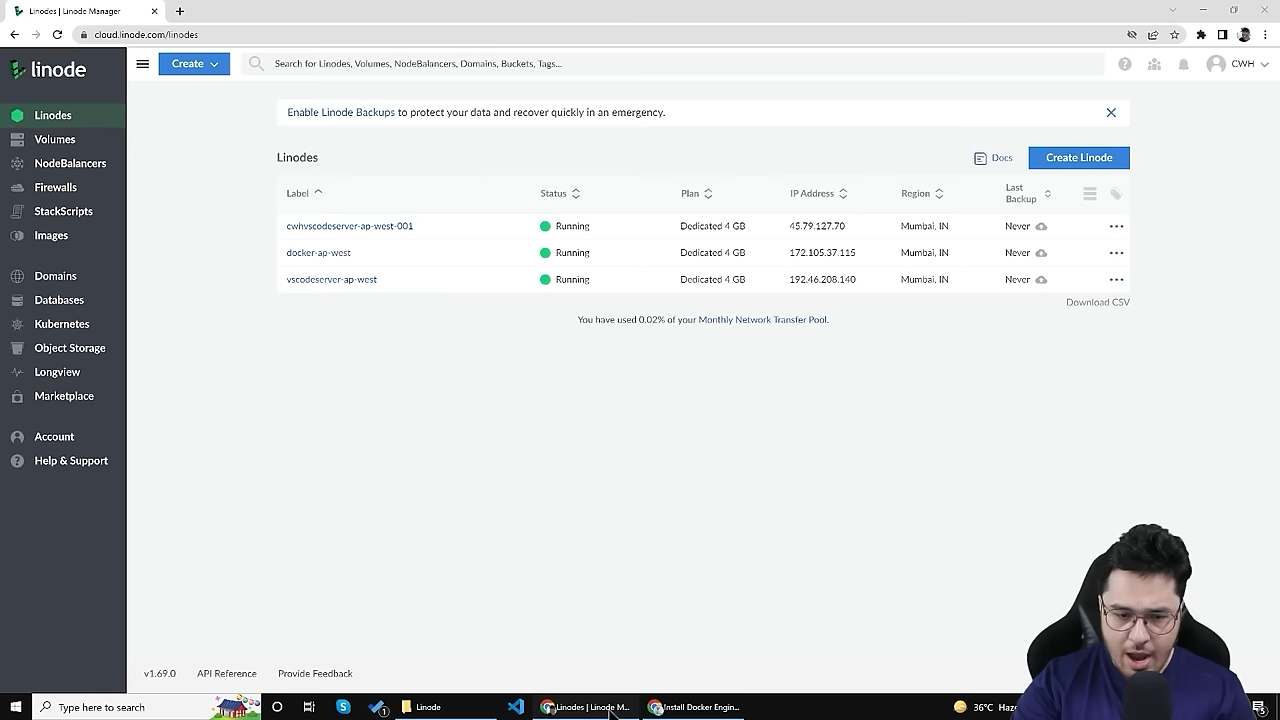 Linodes | Linode Manager
cloud.linode.com/linodes
linode
Create
Search for Linodes, Volumes, NodeBalancers, Domains, Buckets, Tags...
CWH
Linodes
Volumes
NodeBalancers
Firewalls
StackScripts
Images
Domains
Databases
Kubernetes
Object Storage
Longview
Marketplace
Account
Help & Support
Enable Linode Backups to protect your data and recover quickly in an emergency.
Linodes
Docs
Create Linode
Label Status Plan IP Address Region Last Backup
cwhvscodeserver-ap-west-001 Running Dedicated 4 GB 45.79.127.70 Mumbai, IN Never
docker-ap-west Running Dedicated 4 GB 172.105.37.115 Mumbai, IN Never
vscodeserver-ap-west Running Dedicated 4 GB 192.46.208.140 Mumbai, IN Never
Download CSV
You have used 0.02% of your Monthly Network Transfer Pool.
v1.69.0 API Reference Provide Feedback
Type here to search
1
Linode
Linodes | Linode M...
Install Docker Engin...
36°C